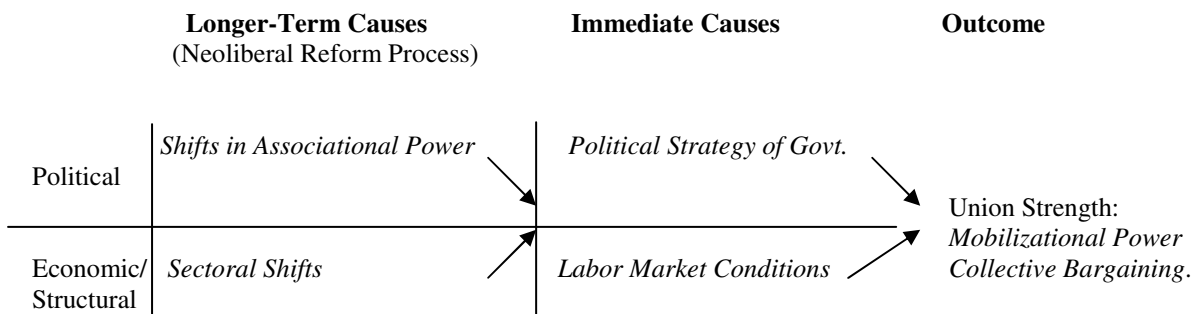 Longer-Term Causes Immediate Causes Outcome
(Neoliberal Reform Process)
Shifts in Associational Power Political Strategy of Govt.
Political
Union Strength:
Mobilizational Power
Economic/ Sectoral Shifts Labor Market Conditions Collective Bargaining.
Structural